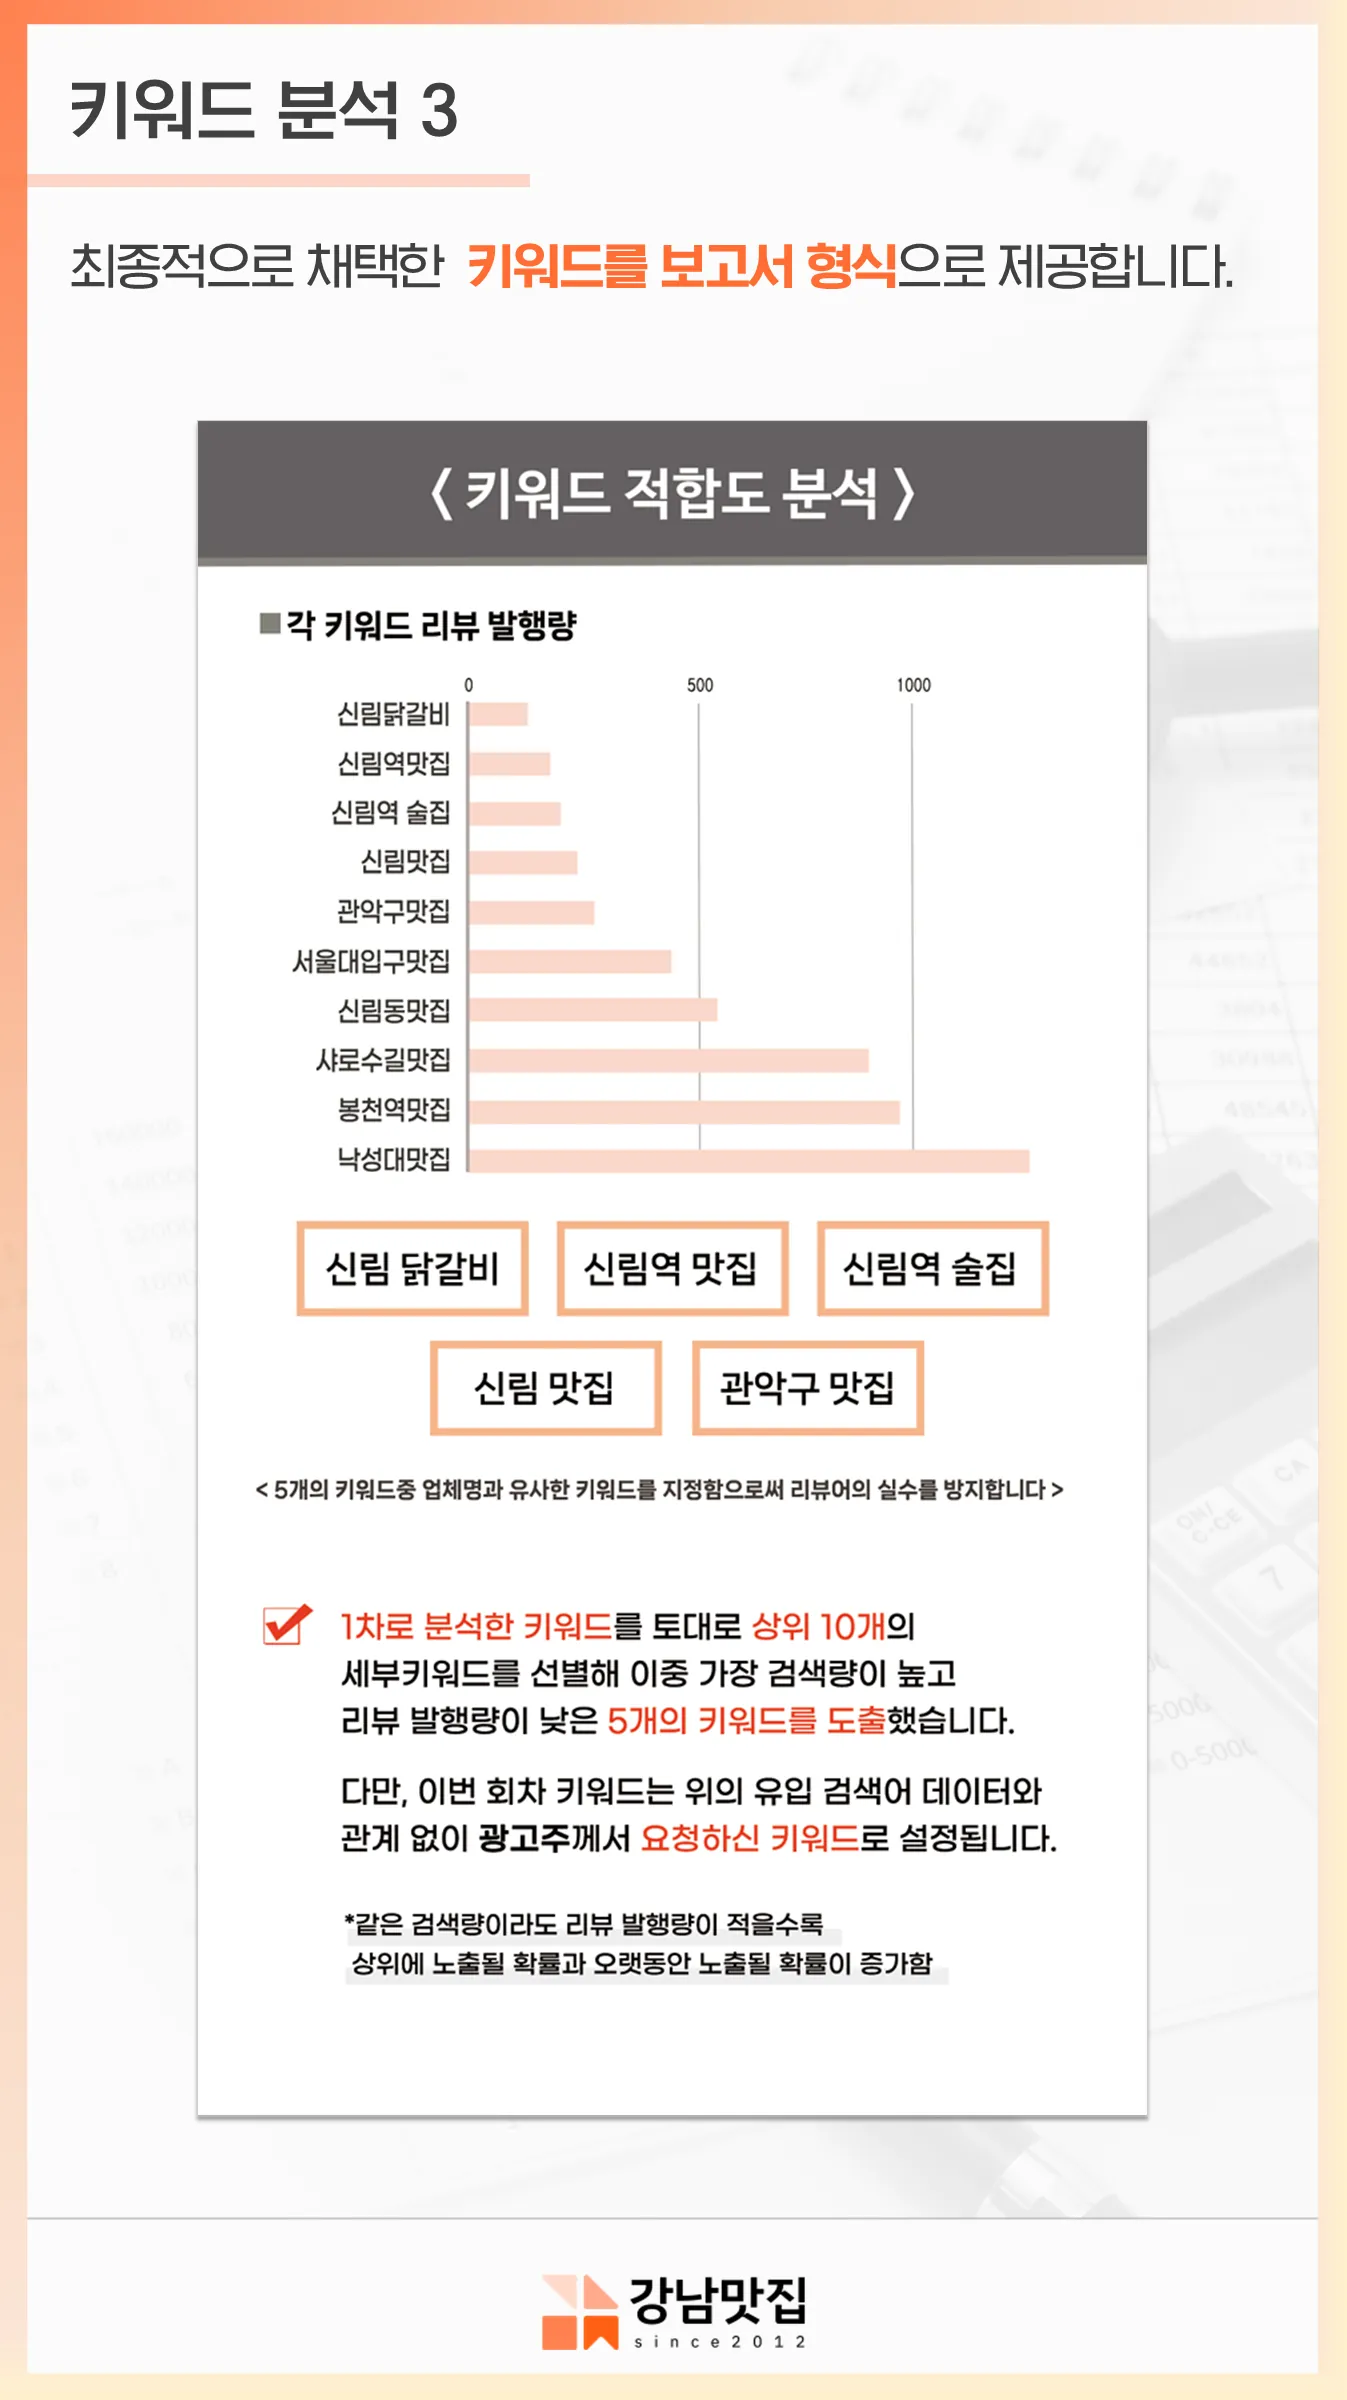 키워드 분석 3
최종적으로 채택한 키워드를 보고서 형식으로 제공합니다.
< 키워드 적합도 분석 >
■각 키워드 리뷰 발행량
0 500 1000
신림닭갈비
신림역맛집
신림역 술집
신림맛집
관악구맛집
서울대입구맛집
신림동맛집
샤로수길맛집
봉천역맛집
낙성대맛집
신림 닭갈비 신림역 맛집 신림역 술집
신림 맛집 관악구 맛집
< 5개의 키워드중 업체명과 유사한 키워드를 지정함으로써 리뷰어의 실수를 방지합니다 >
1차로 분석한 키워드를 토대로 상위 10개의
세부키워드를 선별해 이중 가장 검색량이 높고
리뷰 발행량이 낮은 5개의 키워드를 도출했습니다.
다만, 이번 회차 키워드는 위의 유입 검색어 데이터와
관계 없이 광고주께서 요청하신 키워드로 설정됩니다.
*같은 검색량이라도 리뷰 발행량이 적을수록
상위에 노출될 확률과 오랫동안 노출될 확률이 증가함
44652
3894
30986
48545
CA
ON/
C-CE
7
5000
0-5000
강남맛집
since2012